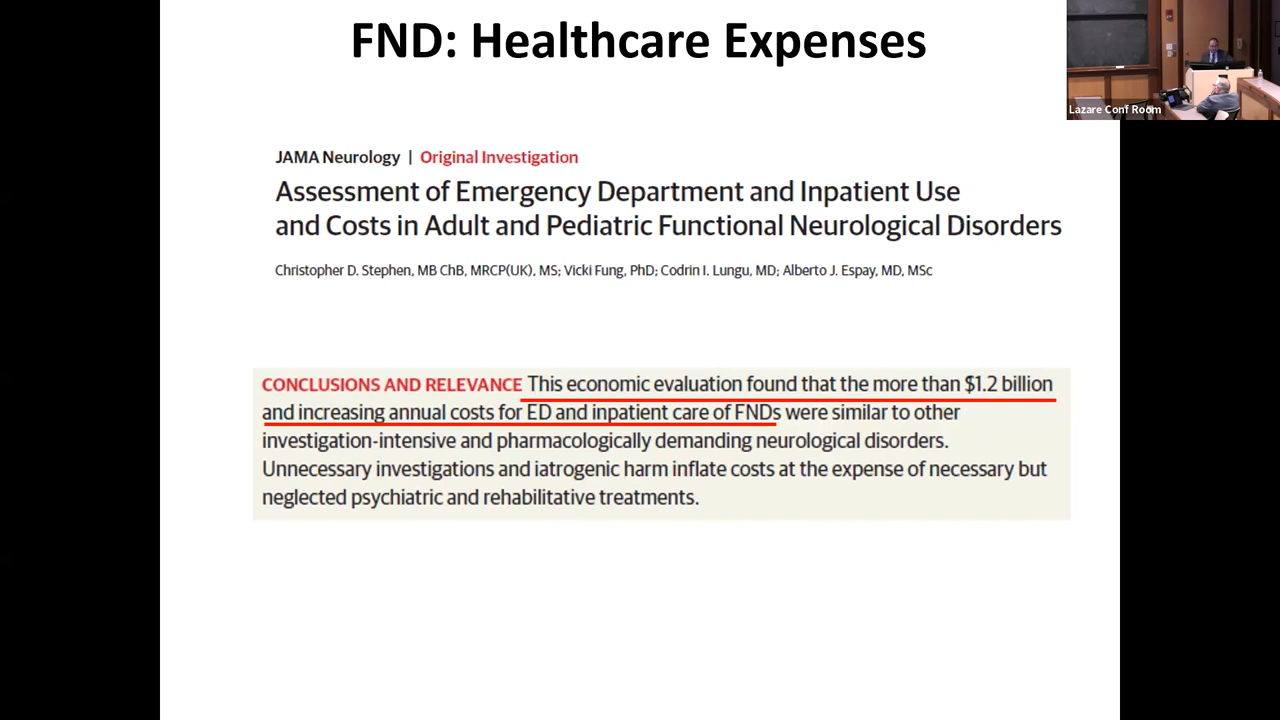 FND: Healthcare Expenses
Lazare Conf Room
JAMA Neurology | Original Investigation
Assessment of Emergency Department and Inpatient Use
and Costs in Adult and Pediatric Functional Neurological Disorders
Christopher D. Stephen, MB ChB, MRCP(UK), MS; Vicki Fung, PhD; Codrin I. Lungu, MD; Alberto J. Espay, MD, MSc
CONCLUSIONS AND RELEVANCE This economic evaluation found that the more than $1.2 billion
and increasing annual costs for ED and inpatient care of FNDs were similar to other
investigation-intensive and pharmacologically demanding neurological disorders.
Unnecessary investigations and iatrogenic harm inflate costs at the expense of necessary but
neglected psychiatric and rehabilitative treatments.